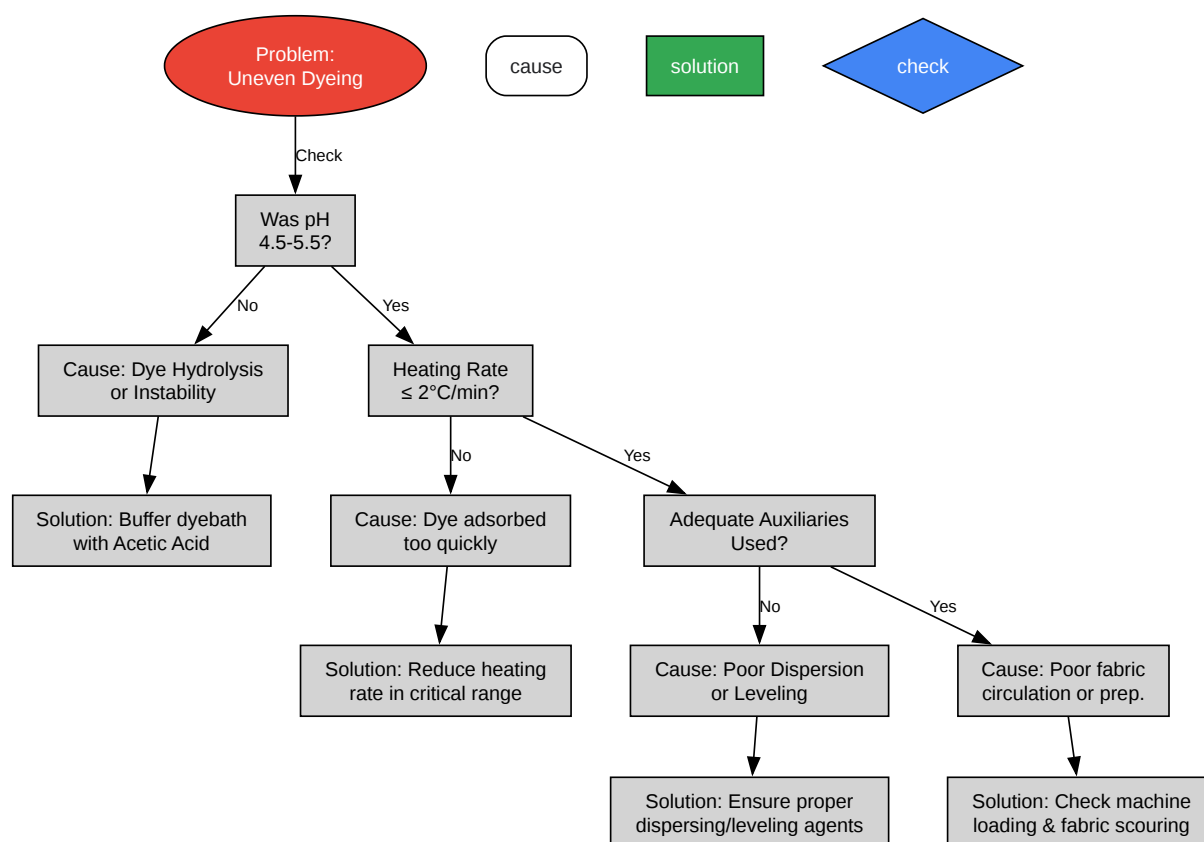 Problem:
Uneven Dyeing
cause
solution
check
Check
Was pH
4.5-5.5?
No
Yes
Cause: Dye Hydrolysis
or Instability
Heating Rate
≤ 2°C/min?
No
Yes
Solution: Buffer dyebath
with Acetic Acid
Cause: Dye adsorbed
too quickly
Adequate Auxiliaries
Used?
No
Yes
Solution: Reduce heating
rate in critical range
Cause: Poor Dispersion
or Leveling
Cause: Poor fabric
circulation or prep.
Solution: Ensure proper
dispersing/leveling agents
Solution: Check machine
loading & fabric scouring